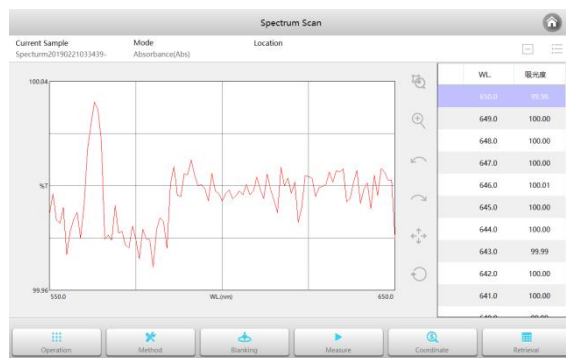 Spectrum Scan
Current Sample
Specturm20190221033439-
Mode
Absorbance(Abs)
Location
100.04
%T
99.96
550.0
WL.(nm)
650.0
WL. 吸光度
650.0 99.99
649.0 100.00
648.0 100.00
647.0 100.00
646.0 100.01
645.0 100.00
644.0 100.00
643.0 99.99
642.0 100.00
641.0 100.00
Operation
Method
Blanking
Measure
Coordinate
Retrieval